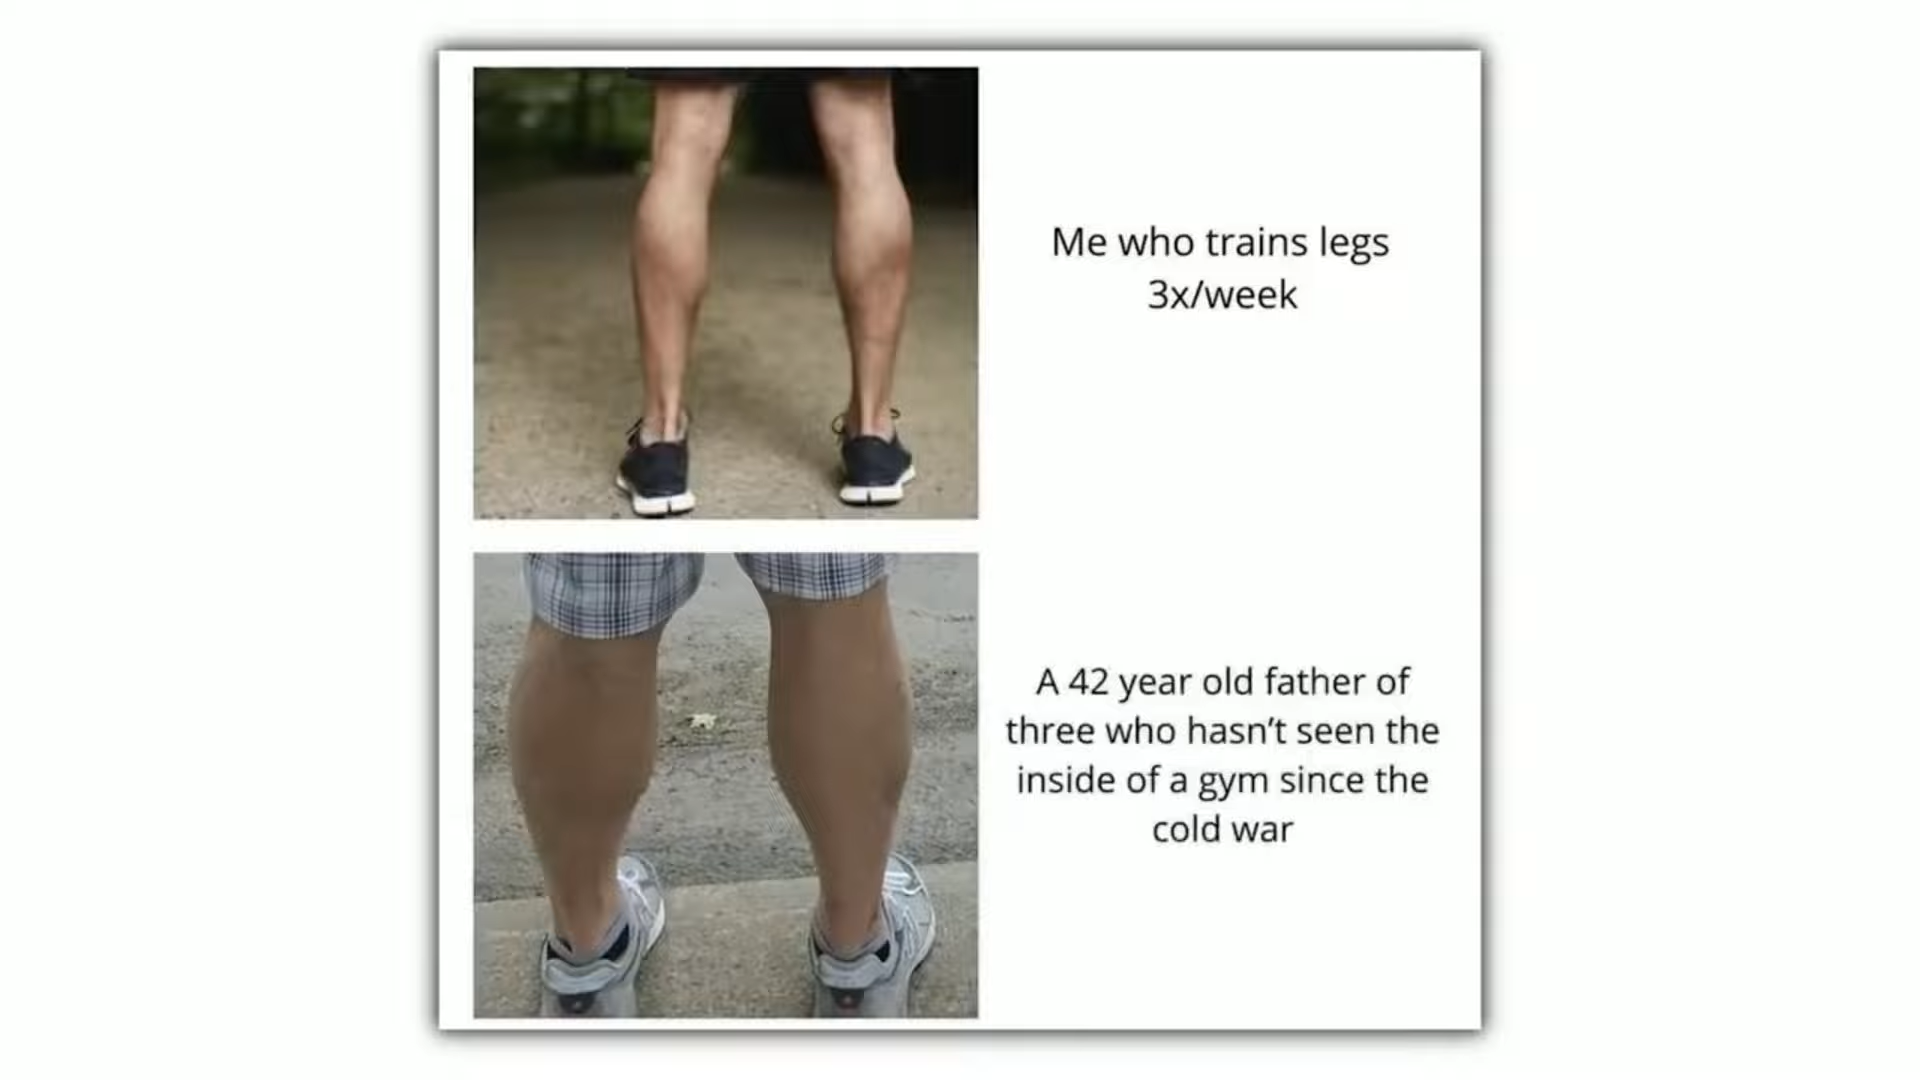 Me who trains legs
3x/week
A 42 year old father of
three who hasn’t seen the
inside of a gym since the
cold war